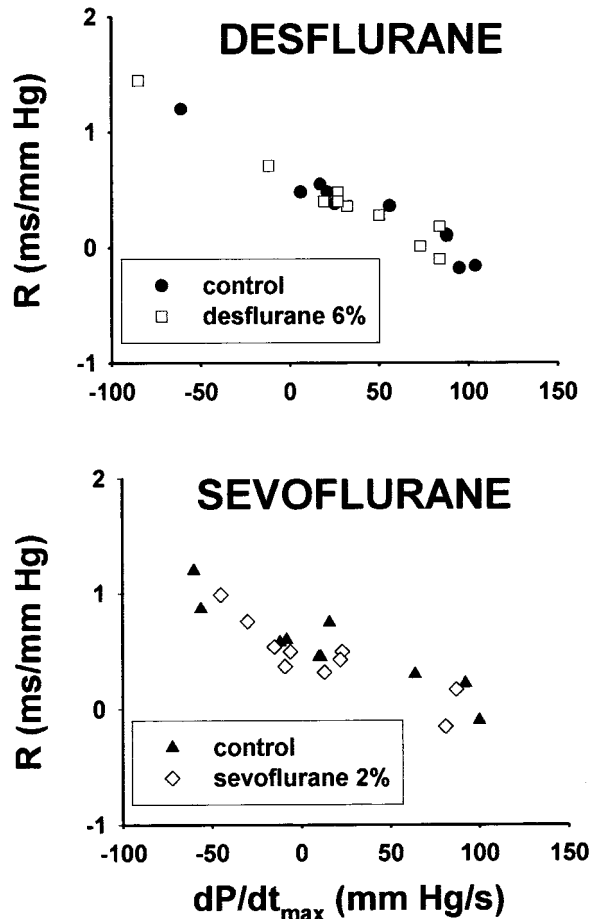 DESFLURANE
R (ms/mm Hg)
2
1
0
-1
control
desflurane 6%
-100
-50
0
50
100
150
SEVOFLURANE
R (ms/mm Hg)
2
1
0
-1
control
sevoflurane 2%
-100
-50
0
50
100
150
dP/dtmax (mm Hg/s)